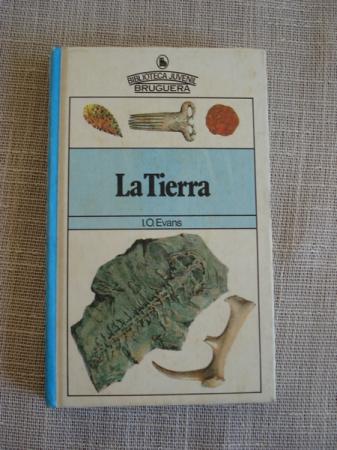 BIBLIOTECA JUVENIL
BRUGUERA
La Tierra
I.O. Evans